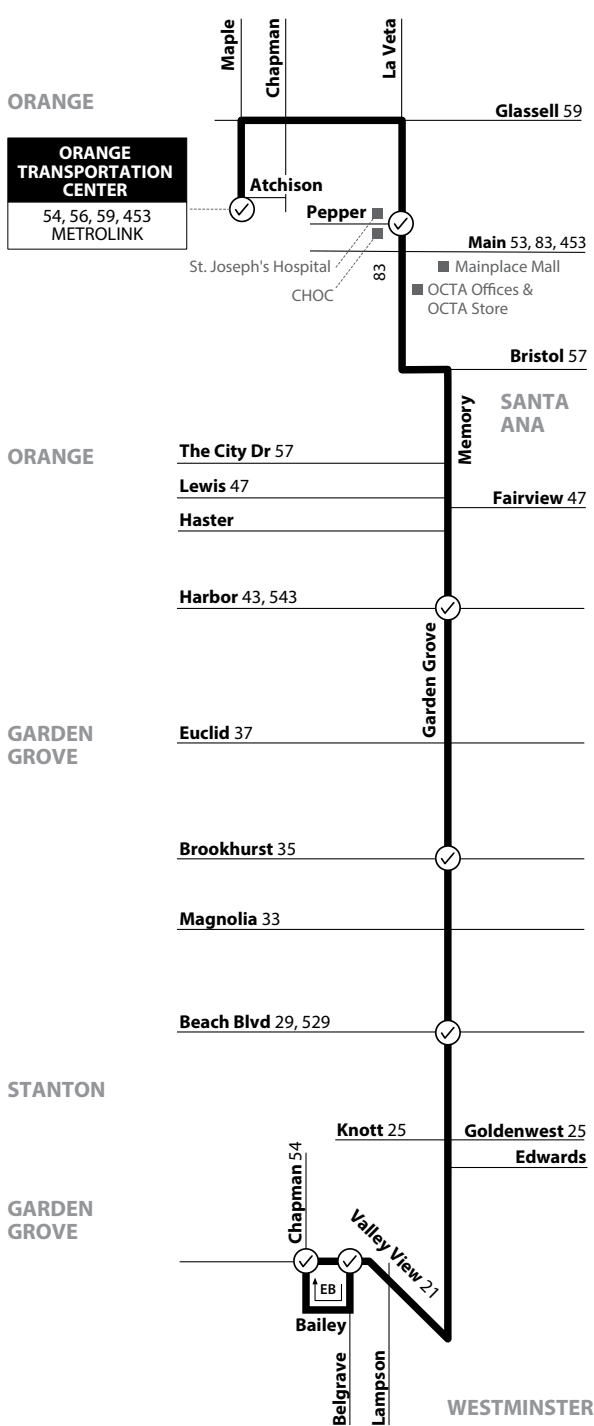 Maple
Chapman
La Veta
ORANGE
Glassell 59
ORANGE
TRANSPORTATION
CENTER
54, 56, 59, 453
METROLINK
Atchison
Pepper
Main 53, 83, 453
St. Joseph's Hospital
CHOC
83
Mainplace Mall
OCTA Offices &
OCTA Store
Bristol 57
Memory
SANTA
ANA
ORANGE
The City Dr 57
Lewis 47
Fairview 47
Haster
Harbor 43, 543
Garden Grove
GARDEN
GROVE
Euclid 37
Brookhurst 35
Magnolia 33
Beach Blvd 29, 529
STANTON
Knott 25
Goldenwest 25
Edwards
Chapman 54
GARDEN
GROVE
Valley View 21
EB
Bailey
Belgrave
Lampson
WESTMINSTER